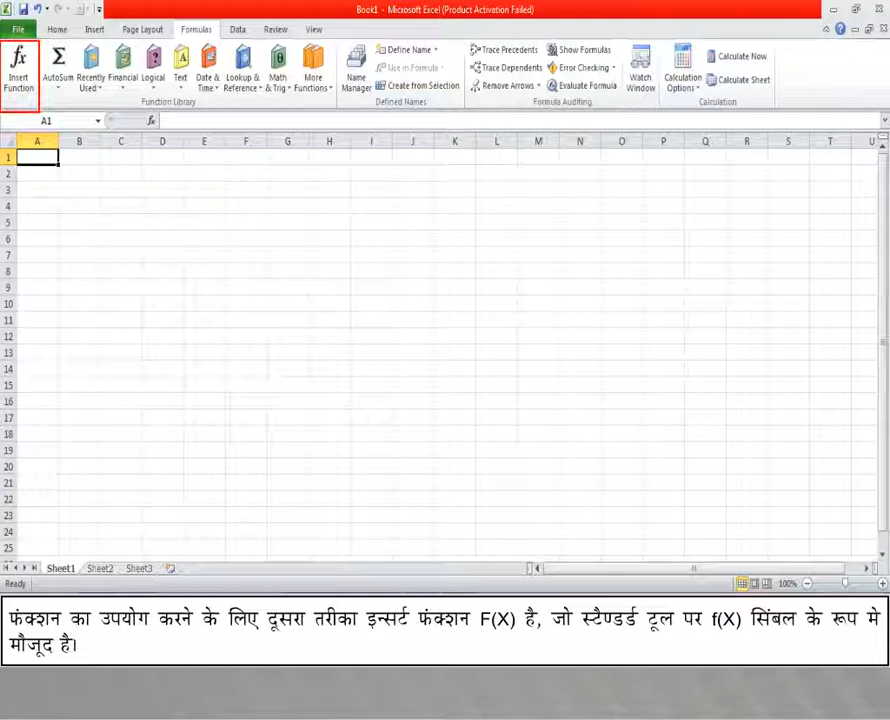 Book1 - Microsoft Excel (Product Activation Failed)
File Home Insert Page Layout Formulas Data Review View
fx Σ
Insert Function
AutoSum
Recently Used
Financial
Logical
Text
Date & Time
Lookup & Reference
Math & Trig
More Functions
Function Library
Name Manager
Define Name
Use in Formula
Create from Selection
Defined Names
Trace Precedents
Trace Dependents
Remove Arrows
Show Formulas
Error Checking
Evaluate Formula
Formula Auditing
Watch Window
Calculation Options
Calculate Now
Calculate Sheet
Calculation
A1 fx
A B C D E F G H I J K L M N O P Q R S T U
1
2
3
4
5
6
7
8
9
10
11
12
13
14
15
16
17
18
19
20
21
22
23
24
25
Sheet1 Sheet2 Sheet3
Ready 100%
फंक्शन का उपयोग करने के लिए दूसरा तरीका इन्सर्ट फंक्शन F(X) है, जो स्टैण्डर्ड टूल पर f(X) सिंबल के रूप मे
मौजूद है।